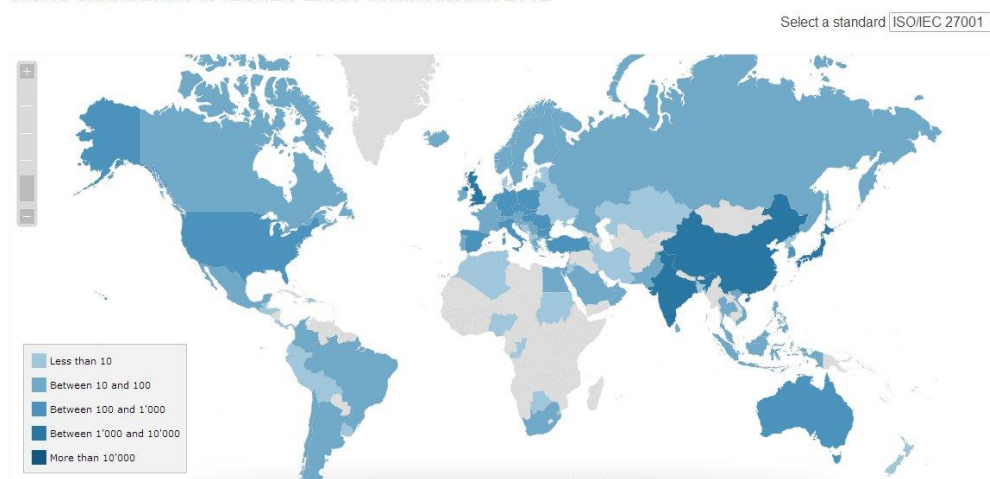 Select a standard ISO/IEC 27001
+
-
Less than 10
Between 10 and 100
Between 100 and 1'000
Between 1'000 and 10'000
More than 10'000